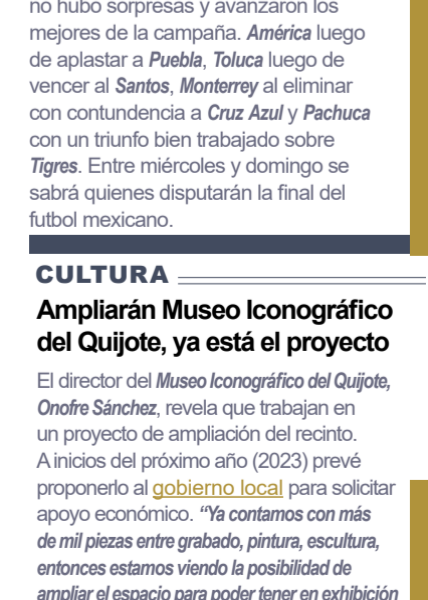 no hubo sorpresas y avanzaron los
mejores de la campaña. América luego
de aplastar a Puebla, Toluca luego de
vencer al Santos, Monterrey al eliminar
con contundencia a Cruz Azul y Pachuca
con un triunfo bien trabajado sobre
Tigres. Entre miércoles y domingo se
sabrá quienes disputarán la final del
futbol mexicano.
CULTURA
Ampliarán Museo Iconográfico
del Quijote, ya está el proyecto
El director del Museo Iconográfico del Quijote,
Onofre Sánchez, revela que trabajan en
un proyecto de ampliación del recinto.
A inicios del próximo año (2023) prevé
proponerlo al gobierno local para solicitar
apoyo económico. “Ya contamos con más
de mil piezas entre grabado, pintura, escultura,
entonces estamos viendo la posibilidad de
ampliar el espacio para poder tener en exhibición